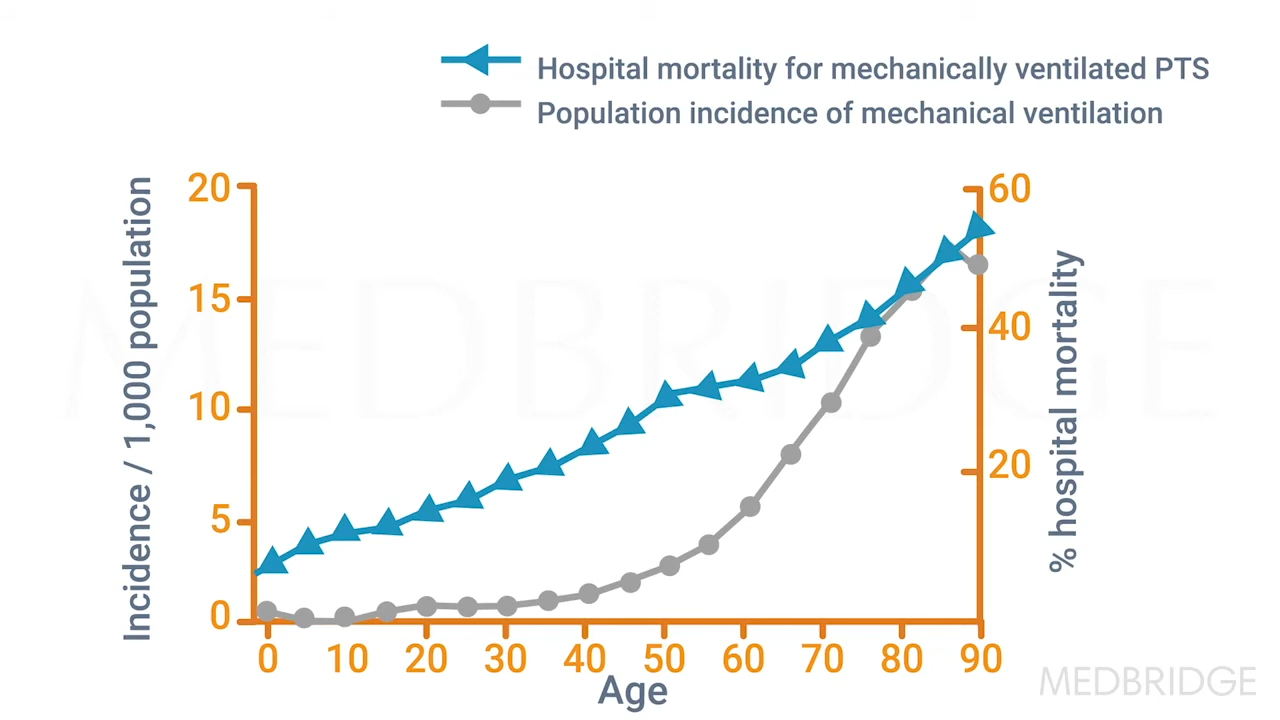 Hospital mortality for mechanically ventilated PTS
Population incidence of mechanical ventilation
Incidence / 1,000 population
20
15
10
5
0
60
40
20
% hospital mortality
0 10 20 30 40 50 60 70 80 90
Age
MEDBRIDGE
MEDBRIDGE